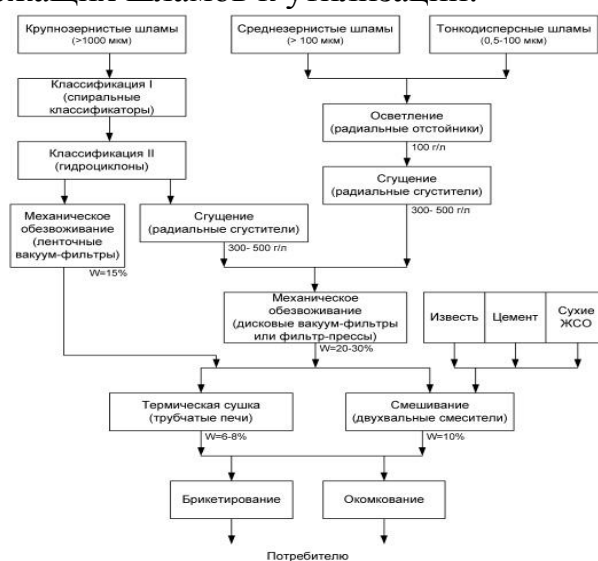 жащих шламов к утилизации.
Крупнозернистые шламы
(>1000 мкм)
Среднезернистые шламы
(> 100 мкм)
Тонкодисперсные шламы
(0,5-100 мкм)
Классификация I
(спиральные
классификаторы)
Осветление
(радиальные отстойники)
100 г/л
Классификация II
(гидроциклоны)
Сгущение
(радиальные сгустители)
300- 500 г/л
Механическое
обезвоживание
(ленточные
вакуум-фильтры)
W=15%
Сгущение
(радиальные сгустители)
300- 500 г/л
Механическое
обезвоживание
(дисковые вакуум-фильтры
или фильтр-прессы)
W=20-30%
Известь
Цемент
Сухие
ЖСО
Термическая сушка
(трубчатые печи)
W=6-8%
Смешивание
(двухвальные смесители)
W=10%
Брикетирование
Окомкование
Потребителю